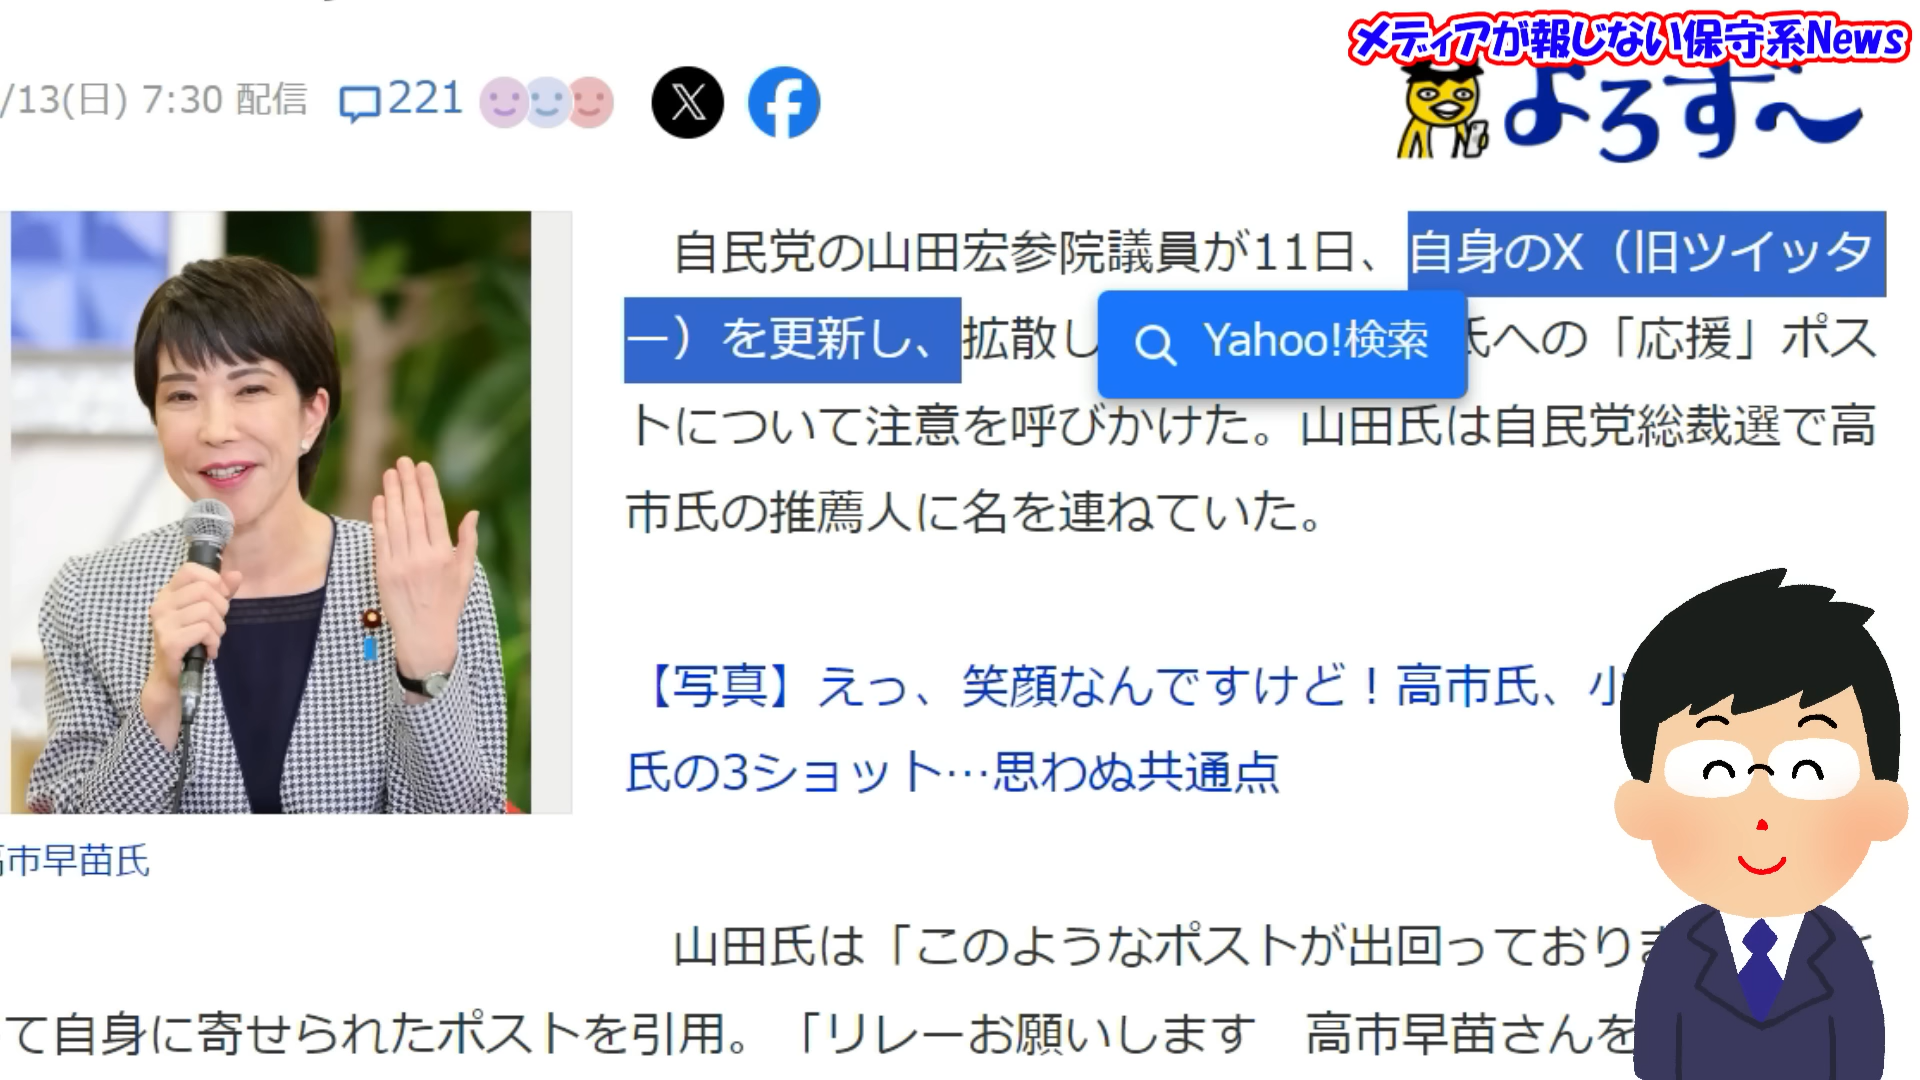 メディアが報じない保守系News
/13(日) 7:30 配信
221
X
f
よろず〜
自民党の山田宏参院議員が11日、自身のX（旧ツイッタ
ー）を更新し、拡散し
Yahoo!検索
氏への「応援」ポス
トについて注意を呼びかけた。山田氏は自民党総裁選で高
市氏の推薦人に名を連ねていた。
【写真】えっ、笑顔なんですけど！高市氏、小
氏の3ショット…思わぬ共通点
市早苗氏
山田氏は「このようなポストが出回っておりま
て自身に寄せられたポストを引用。「リレーお願いします　高市早苗さんを